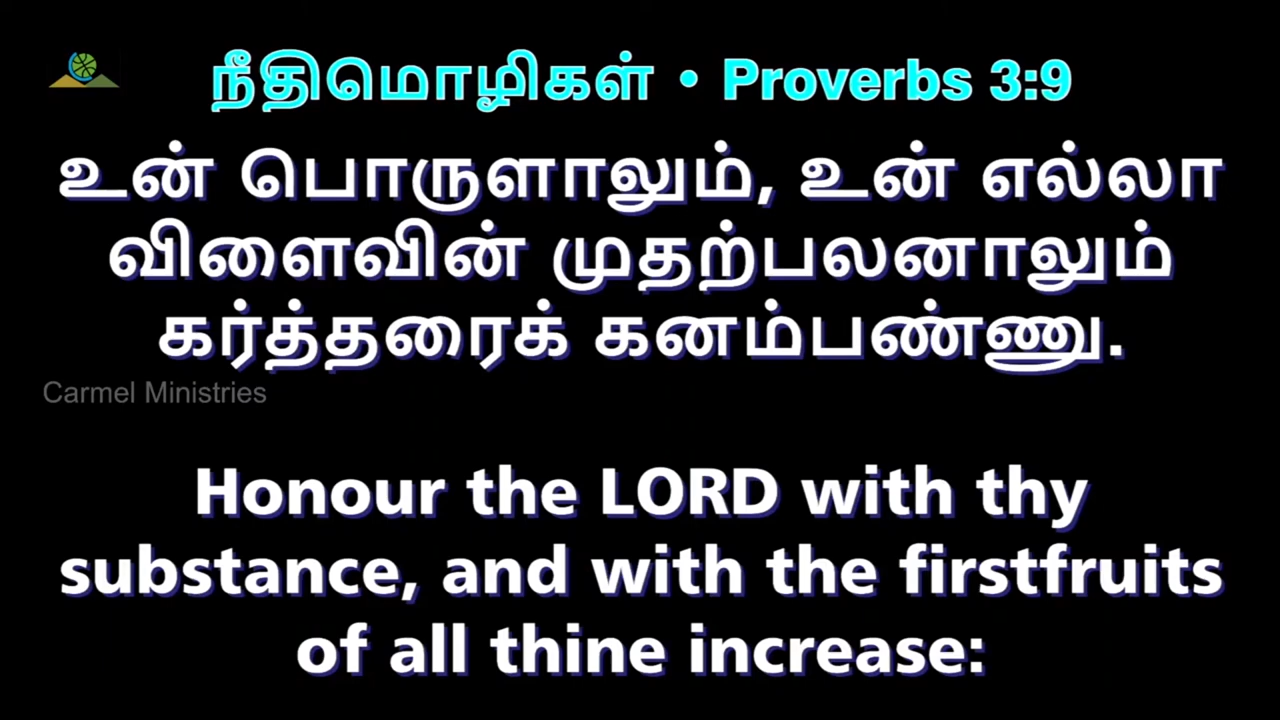 நீதிமொழிகள் • Proverbs 3:9
உன் பொருளாலும், உன் எல்லா
விளைவின் முதற்பலனாலும்
கர்த்தரைக் கனம்பண்ணு.
Carmel Ministries
Honour the LORD with thy
substance, and with the firstfruits
of all thine increase: